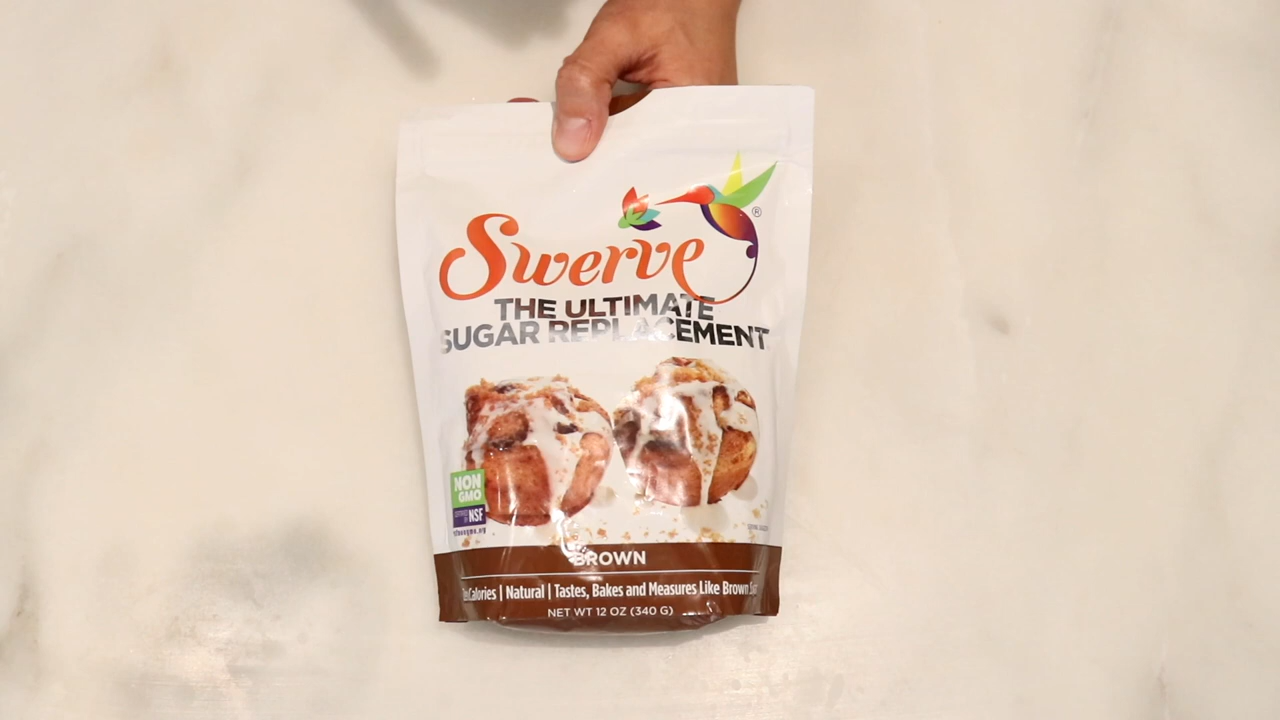 Swerve
®
THE ULTIMATE
SUGAR REPLACEMENT
NON
GMO
NSF
BROWN
Calories | Natural | Tastes, Bakes and Measures Like Brown
NET WT 12 OZ (340 G)